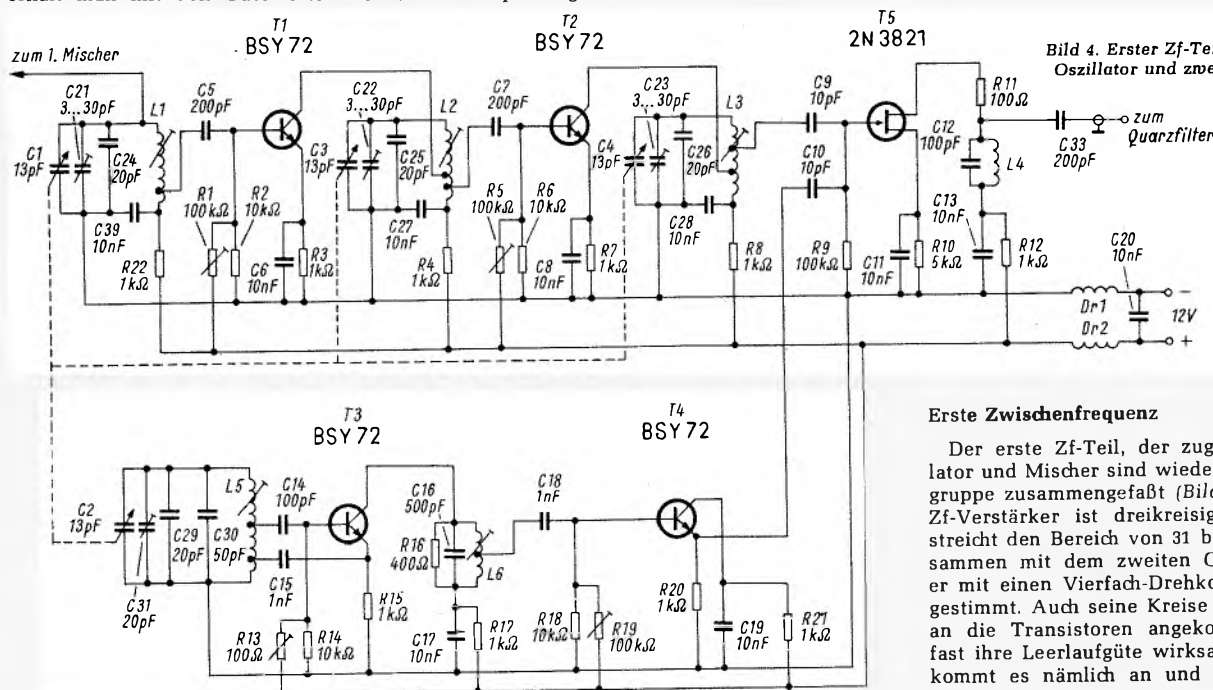 T1
BSY 72
T2
BSY 72
T5
2N 3821
zum 1. Mischer
Bild 4. Erster Zf-Te
Oszillator und zwe
C21
3...30pF
L1
C5
200pF
C1
13pF
C24
20pF
C39
10nF
R22
1kΩ
R1
100kΩ
R2
10kΩ
C6
10nF
R3
1kΩ
C22
3...30pF
L2
C7
200pF
C3
13pF
C25
20pF
C27
10nF
R4
1kΩ
R5
100kΩ
R6
10kΩ
C8
10nF
R7
1kΩ
C23
3...30pF
L3
C9
10pF
C4
13pF
C26
20pF
C28
10nF
R8
1kΩ
C10
10pF
R9
100kΩ
C11
10nF
R10
5kΩ
R11
100Ω
C12
100pF
L4
C33
200pF
zum
Quarzfilter
C13
10nF
R12
1kΩ
C20
10nF
Dr1
Dr2
−
12V
+
T3
BSY 72
T4
BSY 72
C2
13pF
C31
20pF
C29
20pF
C30
50pF
L5
C14
100pF
C15
1nF
R13
100Ω
R14
10kΩ
R15
1kΩ
C16
500pF
R16
400Ω
L6
C17
10nF
R17
1kΩ
C18
1nF
R18
10kΩ
R19
100kΩ
R20
1kΩ
C19
10nF
R21
1kΩ
Erste Zwischenfrequenz
Der erste Zf-Teil, der zug
lator und Mischer sind wiede
gruppe zusammengefaßt (Bil
Zf-Verstärker ist dreikreisig
streicht den Bereich von 31 b
sammen mit dem zweiten O
er mit einen Vierfach-Drehko
gestimmt. Auch seine Kreise
an die Transistoren angeko
fast ihre Leerlaufgüte wirksa
kommt es nämlich an und